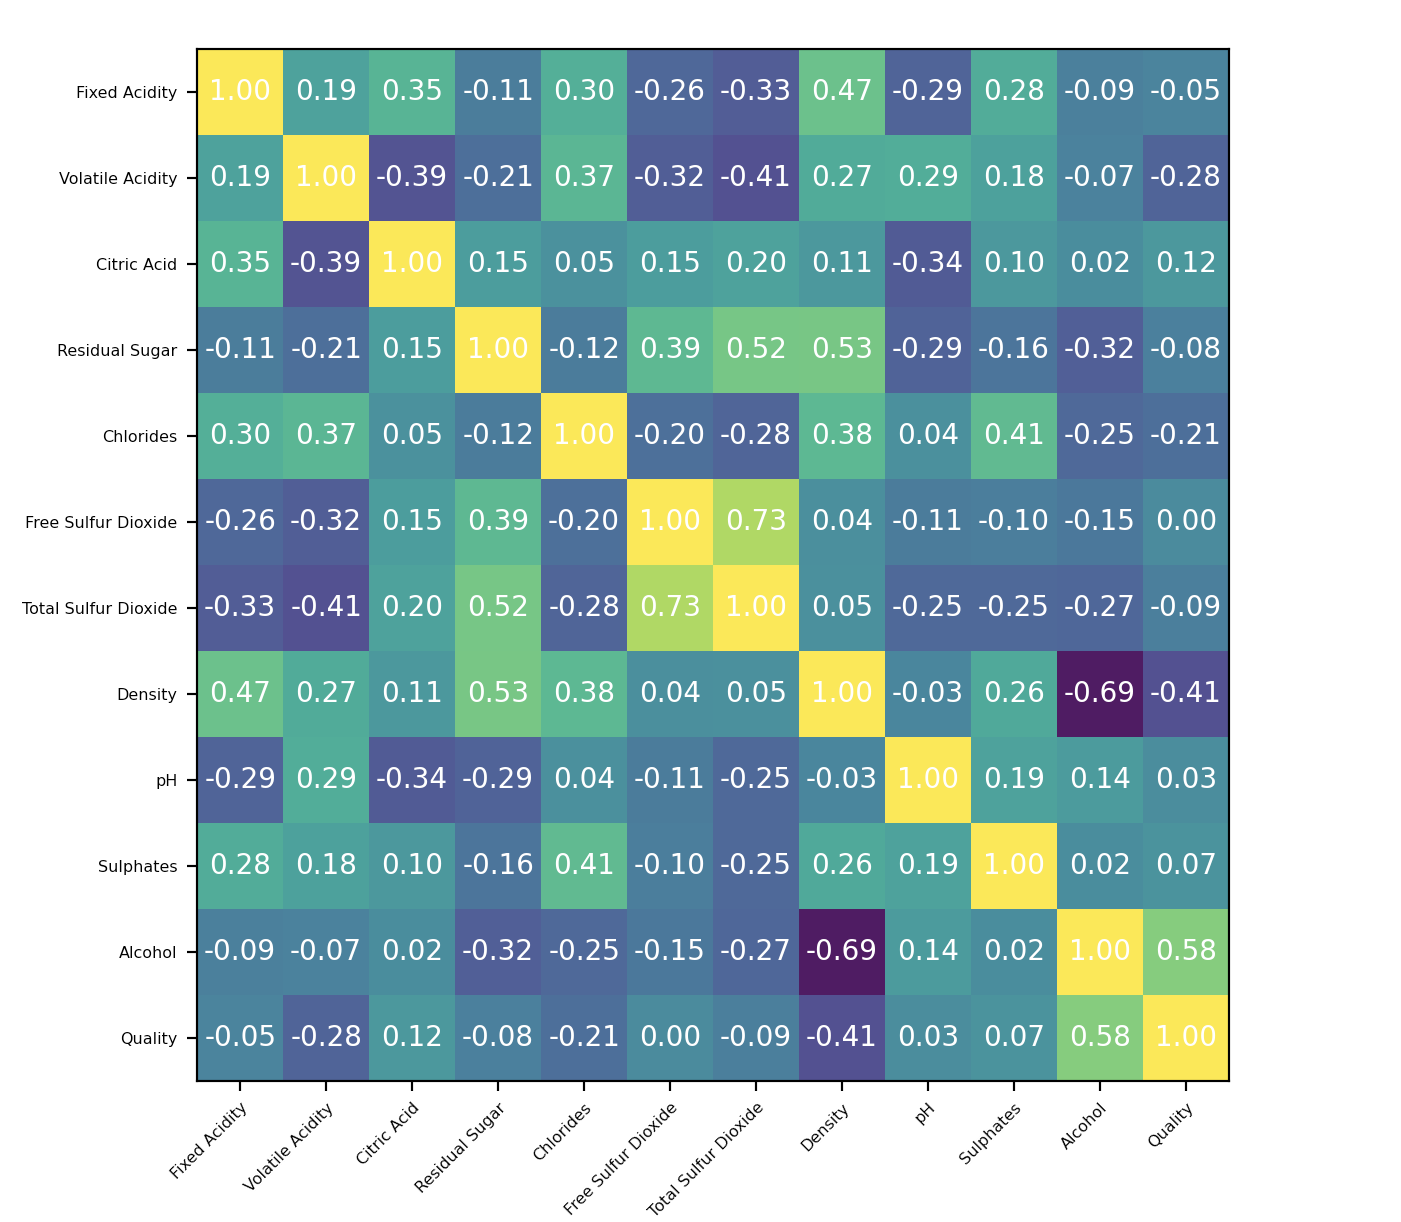 Fixed Acidity 1.00 0.19 0.35 -0.11 0.30 -0.26 -0.33 0.47 -0.29 0.28 -0.09 -0.05
Volatile Acidity 0.19 1.00 -0.39 -0.21 0.37 -0.32 -0.41 0.27 0.29 0.18 -0.07 -0.28
Citric Acid 0.35 -0.39 1.00 0.15 0.05 0.15 0.20 0.11 -0.34 0.10 0.02 0.12
Residual Sugar -0.11 -0.21 0.15 1.00 -0.12 0.39 0.52 0.53 -0.29 -0.16 -0.32 -0.08
Chlorides 0.30 0.37 0.05 -0.12 1.00 -0.20 -0.28 0.38 0.04 0.41 -0.25 -0.21
Free Sulfur Dioxide -0.26 -0.32 0.15 0.39 -0.20 1.00 0.73 0.04 -0.11 -0.10 -0.15 0.00
Total Sulfur Dioxide -0.33 -0.41 0.20 0.52 -0.28 0.73 1.00 0.05 -0.25 -0.25 -0.27 -0.09
Density 0.47 0.27 0.11 0.53 0.38 0.04 0.05 1.00 -0.03 0.26 -0.69 -0.41
pH -0.29 0.29 -0.34 -0.29 0.04 -0.11 -0.25 -0.03 1.00 0.19 0.14 0.03
Sulphates 0.28 0.18 0.10 -0.16 0.41 -0.10 -0.25 0.26 0.19 1.00 0.02 0.07
Alcohol -0.09 -0.07 0.02 -0.32 -0.25 -0.15 -0.27 -0.69 0.14 0.02 1.00 0.58
Quality -0.05 -0.28 0.12 -0.08 -0.21 0.00 -0.09 -0.41 0.03 0.07 0.58 1.00
Fixed Acidity
Volatile Acidity
Citric Acid
Residual Sugar
Chlorides
Free Sulfur Dioxide
Total Sulfur Dioxide
Density
pH
Sulphates
Alcohol
Quality